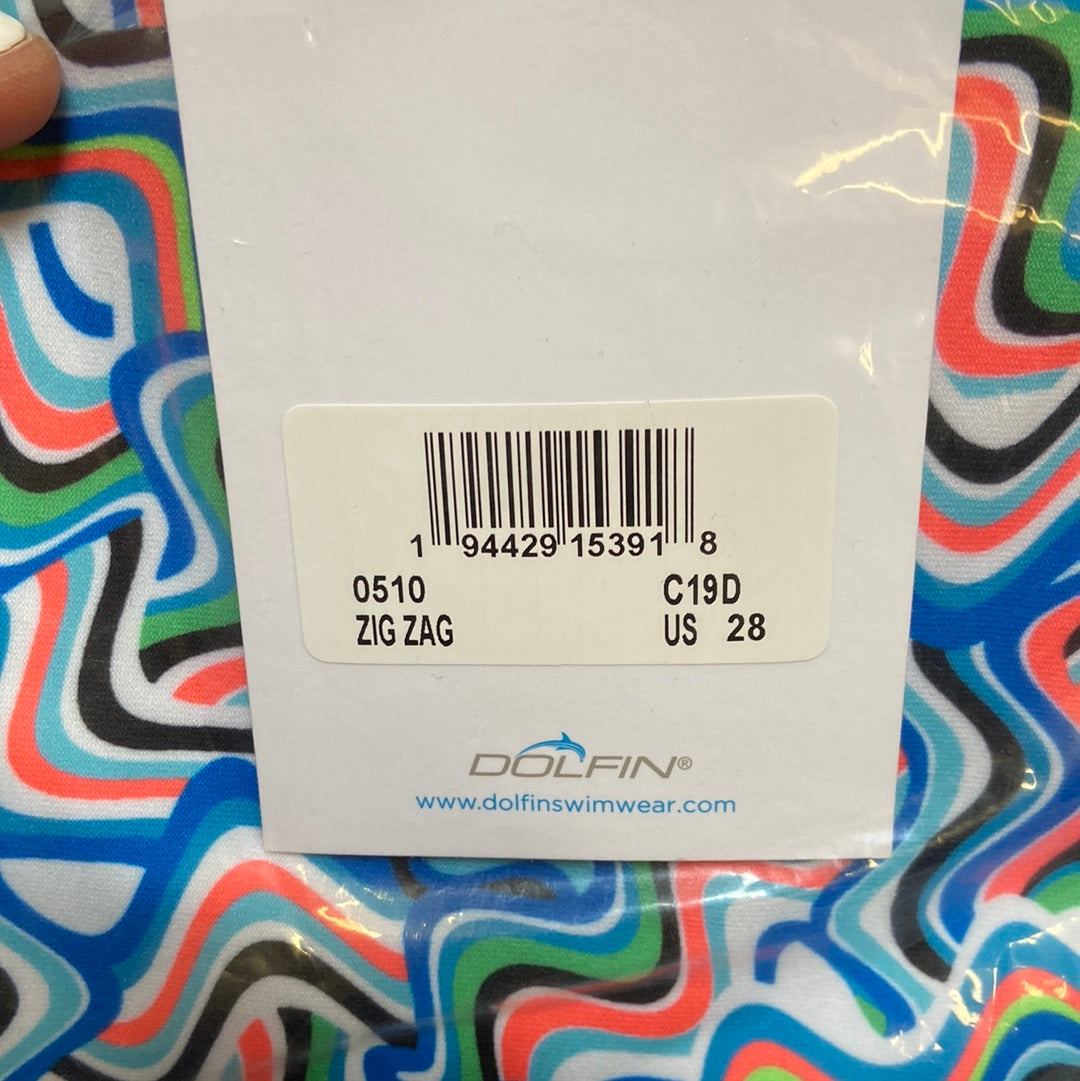 1 94429 15391 8
0510 C19D
ZIG ZAG US 28
DOLFIN®
www.dolfinswimwear.com